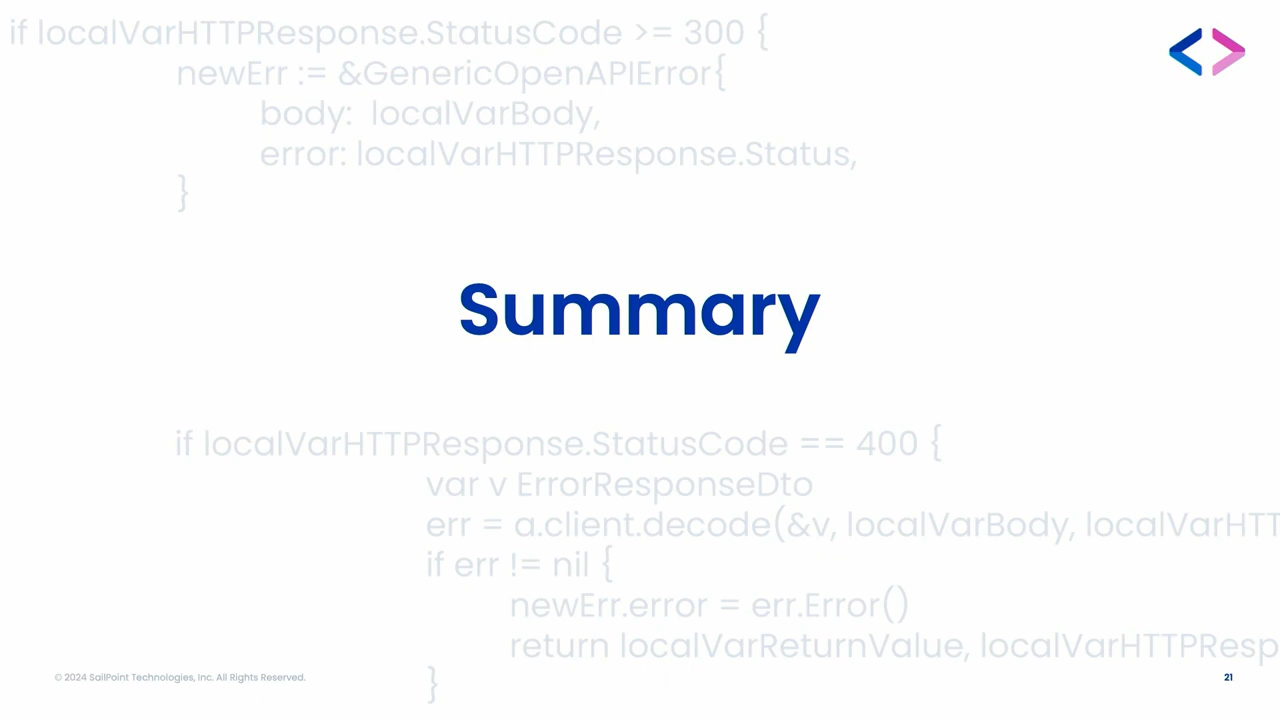 if localVarHTTPResponse.StatusCode >= 300 {
newErr := &GenericOpenAPIError{
body: localVarBody,
error: localVarHTTPResponse.Status,
}
Summary
if localVarHTTPResponse.StatusCode == 400 {
var v ErrorResponseDto
err = a.client.decode(&v, localVarBody, localVarHTT
if err != nil {
newErr.error = err.Error()
return localVarReturnValue, localVarHTTPResp
}
© 2024 SailPoint Technologies, Inc. All Rights Reserved.
21